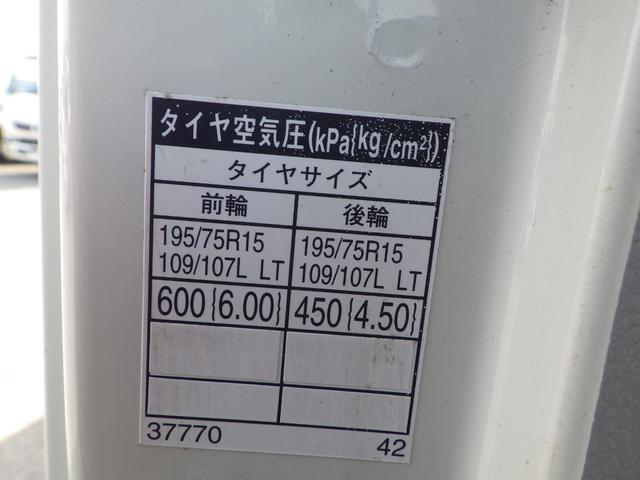 タイヤ空気圧(kPa{kg/cm²})
タイヤサイズ
前輪 後輪
195/75R15 195/75R15
109/107L LT 109/107L LT
600{6.00} 450{4.50}
37770 42